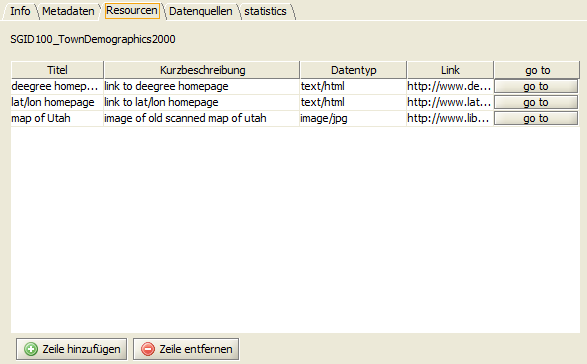 Info Metadaten Resourcen Datenquellen statistics
SGID100_TownDemographics2000
Titel Kurzbeschreibung Datentyp Link go to
deegree homep... link to deegree homepage text/html http://www.de... go to
lat/lon homepage link to lat/lon homepage text/html http://www.lat... go to
map of Utah image of old scanned map of utah image/jpg http://www.lib... go to
Zeile hinzufügen Zeile entfernen